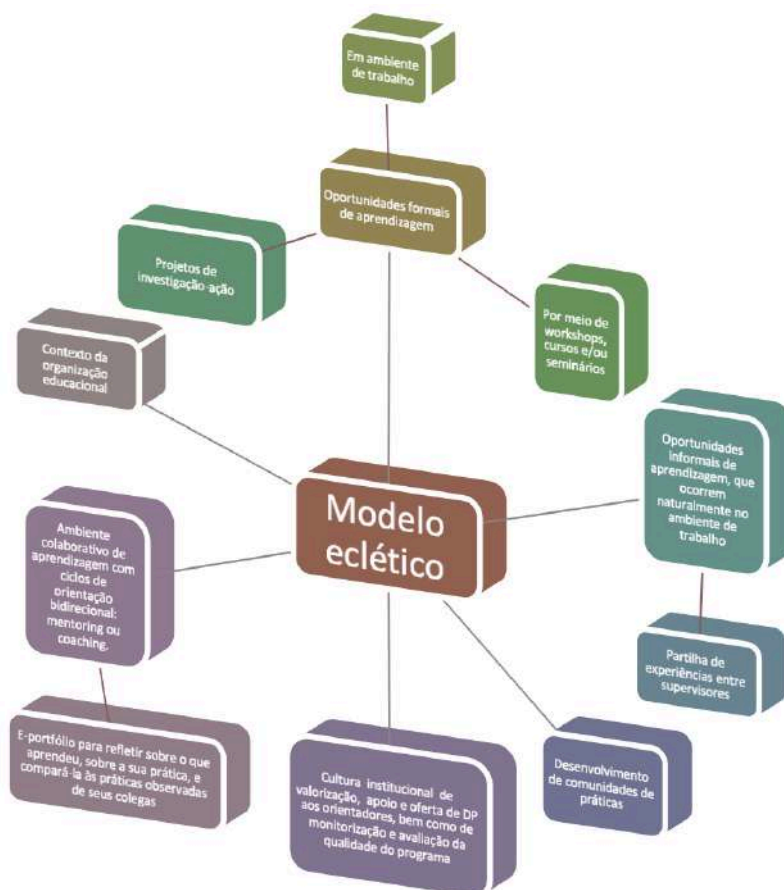 Em ambiente
de trabalho
Oportunidades formais
de aprendizagem
Projetos de
investigação-ação
Por meio de
workshops,
cursos e/ou
seminários
Contexto da
organização
educacional
Oportunidades
informais de
aprendizagem, que
ocorrem
naturalmente no
ambiente de
trabalho
Modelo
eclético
Ambiente
colaborativo de
aprendizagem com
ciclos de
orientação
bidirecional:
mentoring ou
coaching.
Partilha de
experiências entre
supervisores
E-portfólio para refletir sobre o que
aprendeu, sobre a sua prática, e
compará-la às práticas observadas
de seus colegas
Cultura institucional de
valorização, apoio e oferta de DP
aos orientadores, bem como de
monitorização e avaliação da
qualidade do programa
Desenvolvimento
de comunidades de
práticas